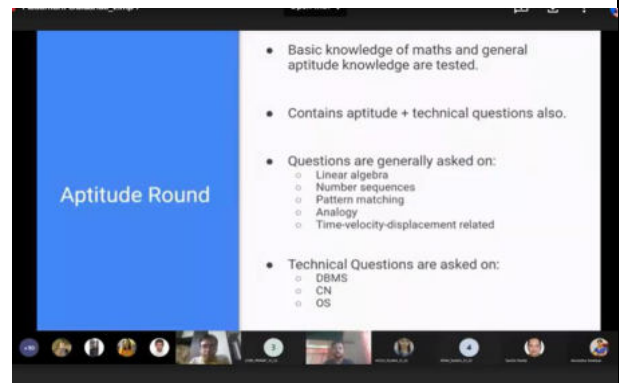 Aptitude Round
Basic knowledge of maths and general
aptitude knowledge are tested.
Contains aptitude + technical questions also.
Questions are generally asked on:
Linear algebra
Number sequences
Pattern matching
Analogy
Time-velocity-displacement related
Technical Questions are asked on:
DBMS
CN
OS
3
4